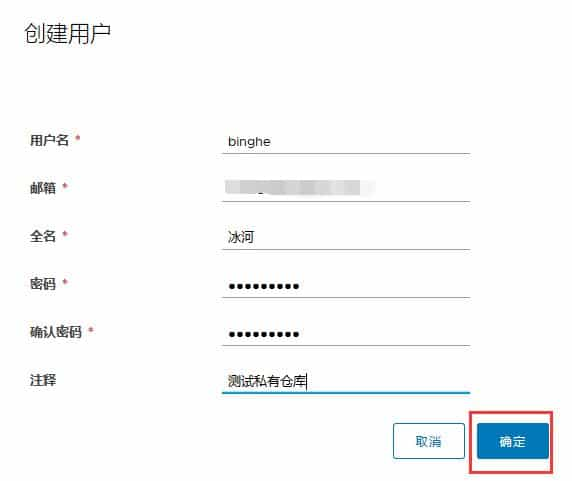 创建用户
用户名 * binghe
邮箱 *
全名 * 冰河
密码 * •••••••••
确认密码 * •••••••••
注释 测试私有仓库
取消 确定